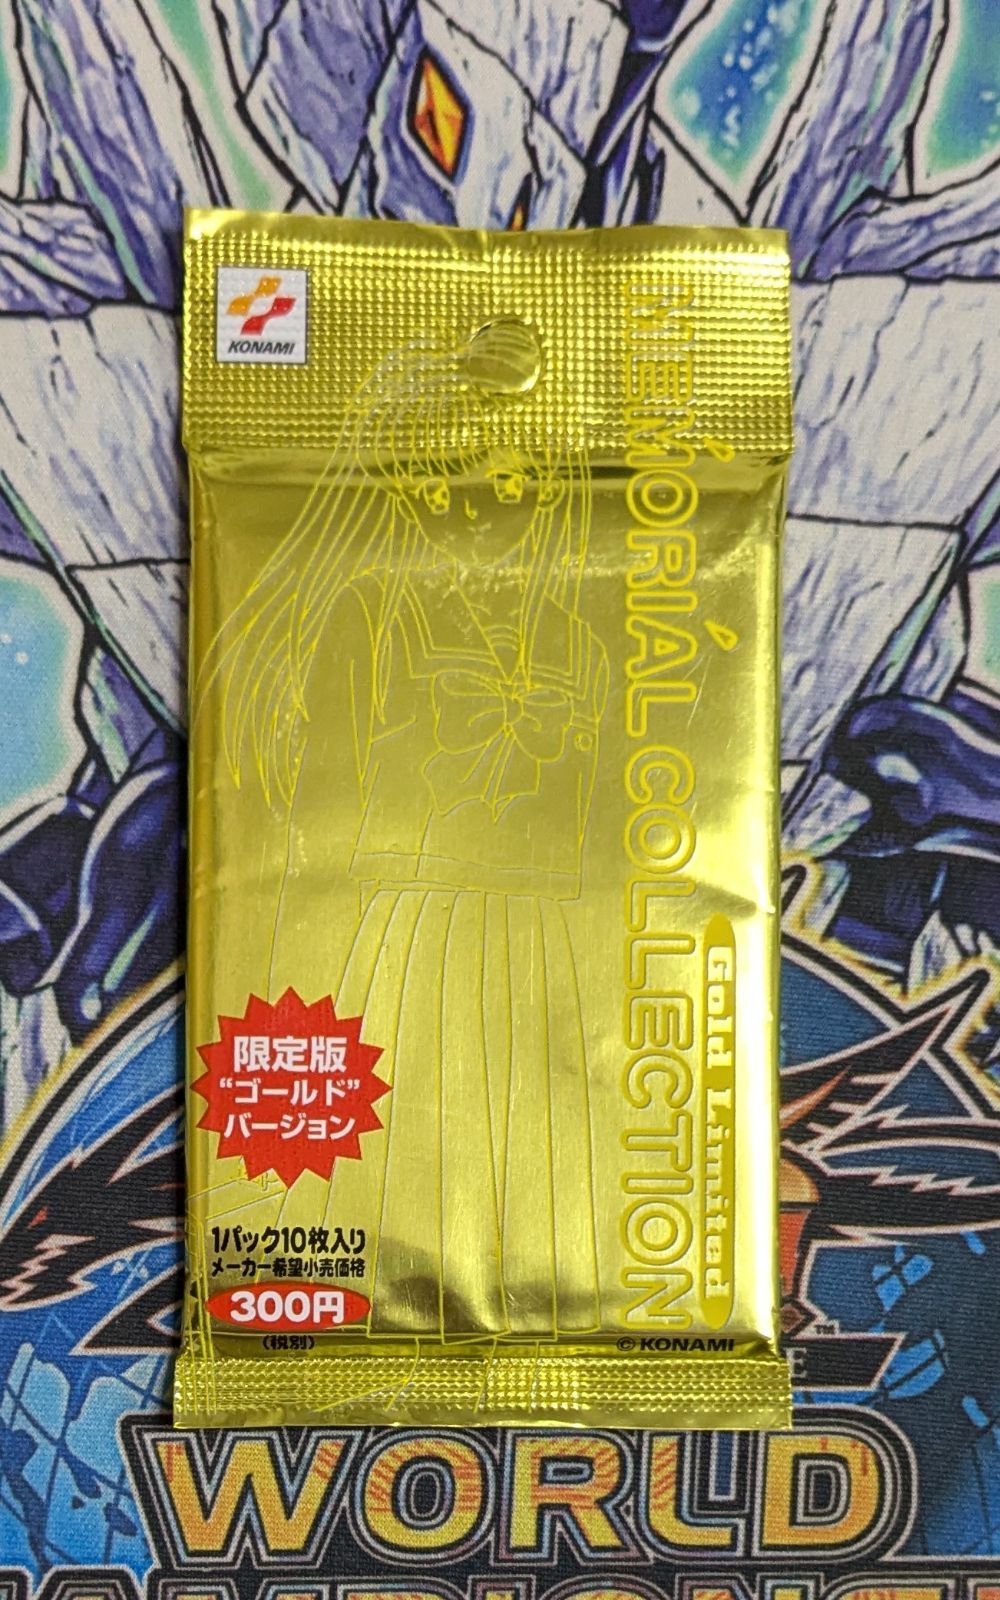 KONAMI
MEMORIAL COLLECTION
Gold Limited
限定版
“ゴールド”
バージョン
1パック10枚入り
メーカー希望小売価格
300円
(税別)
© KONAMI
TM
WORLD